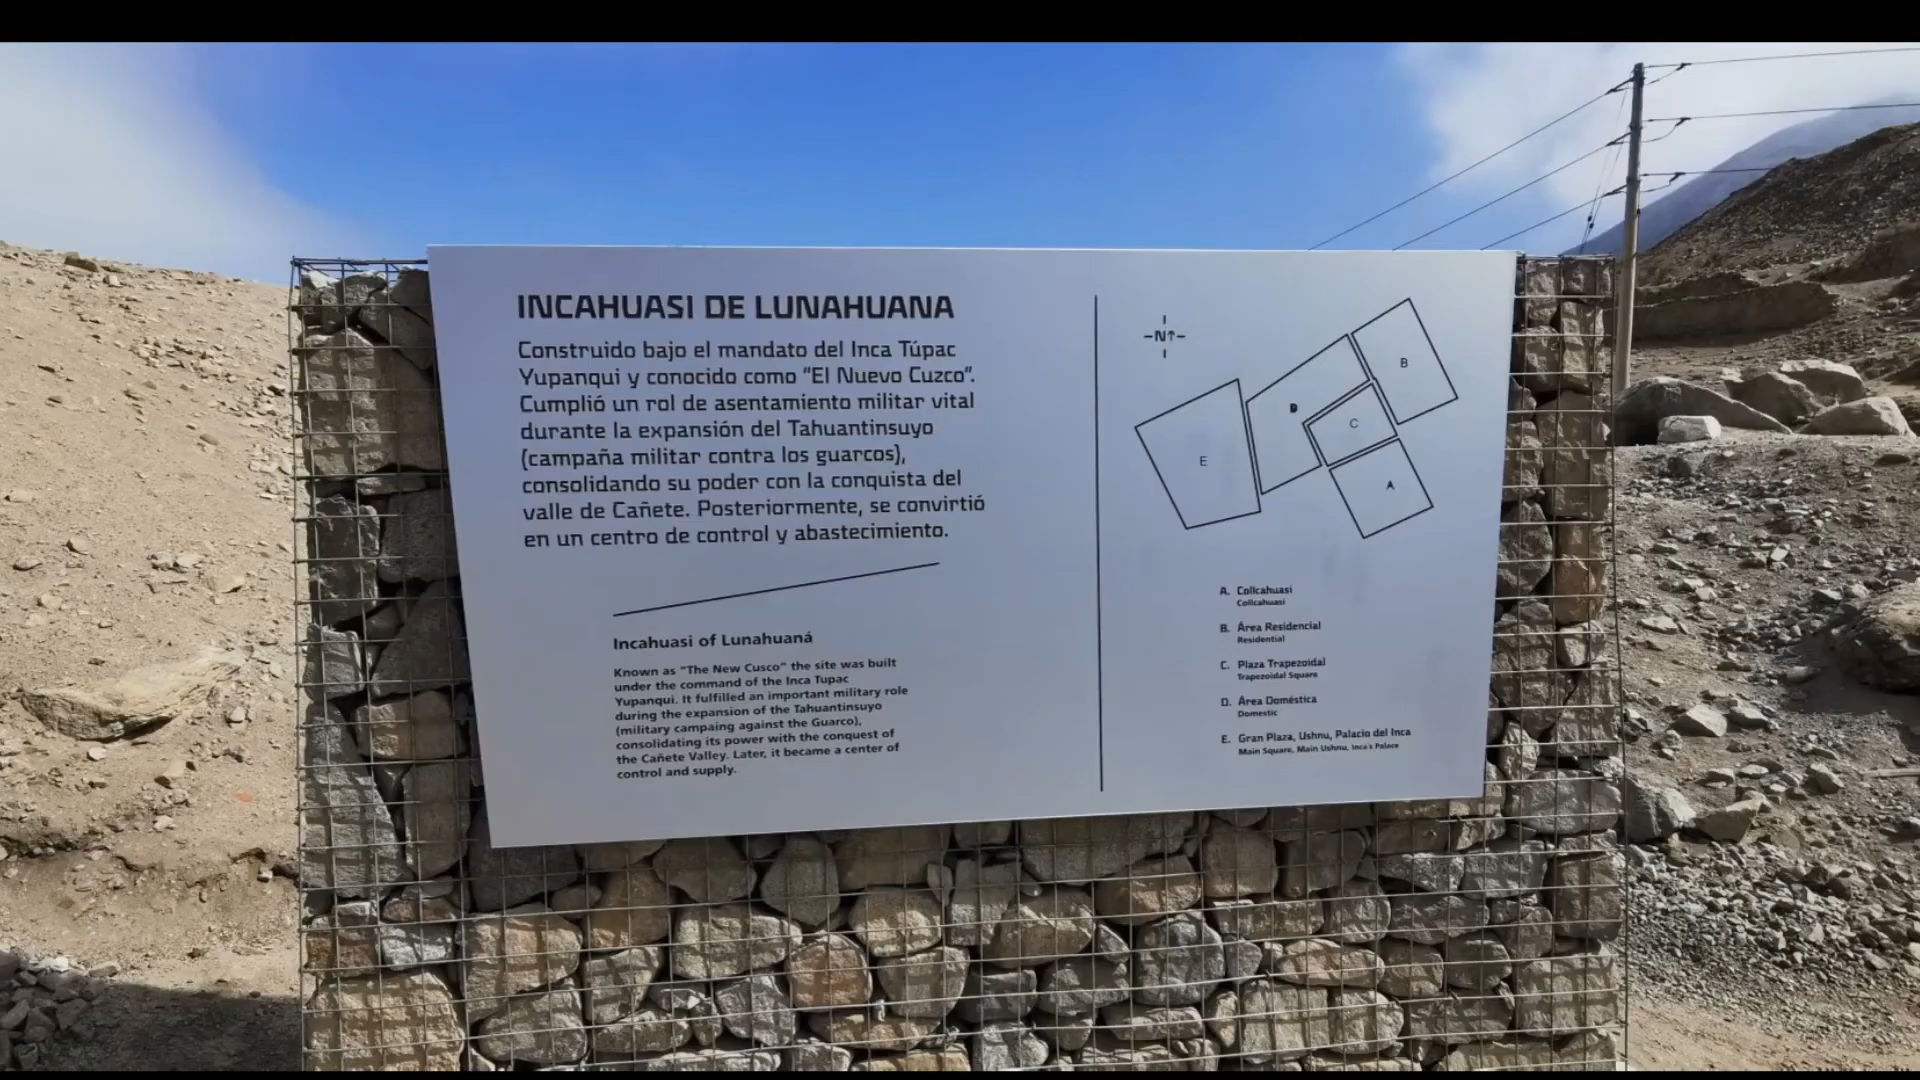 INCAHUASI DE LUNAHUANA
Construido bajo el mandato del Inca Túpac
Yupanqui y conocido como "El Nuevo Cuzco".
Cumplió un rol de asentamiento militar vital
durante la expansión del Tahuantinsuyo
(campaña militar contra los guarcos),
consolidando su poder con la conquista del
valle de Cañete. Posteriormente, se convirtió
en un centro de control y abastecimiento.
Incahuasi of Lunahuaná
Known as "The New Cusco" the site was built
under the command of the Inca Tupac
Yupanqui. It fulfilled an important military role
during the expansion of the Tahuantinsuyo
(military campaing against the Guarco),
consolidating its power with the conquest of
the Cañete Valley. Later, it became a center of
control and supply.
-N↑-
B
D
C
E
A
A. Collcahuasi
Collcahuasi
B. Área Residencial
Residential
C. Plaza Trapezoidal
Trapezoidal Square
D. Área Doméstica
Domestic
E. Gran Plaza, Ushnu, Palacio del Inca
Main Square, Main Ushnu, Inca's Palace